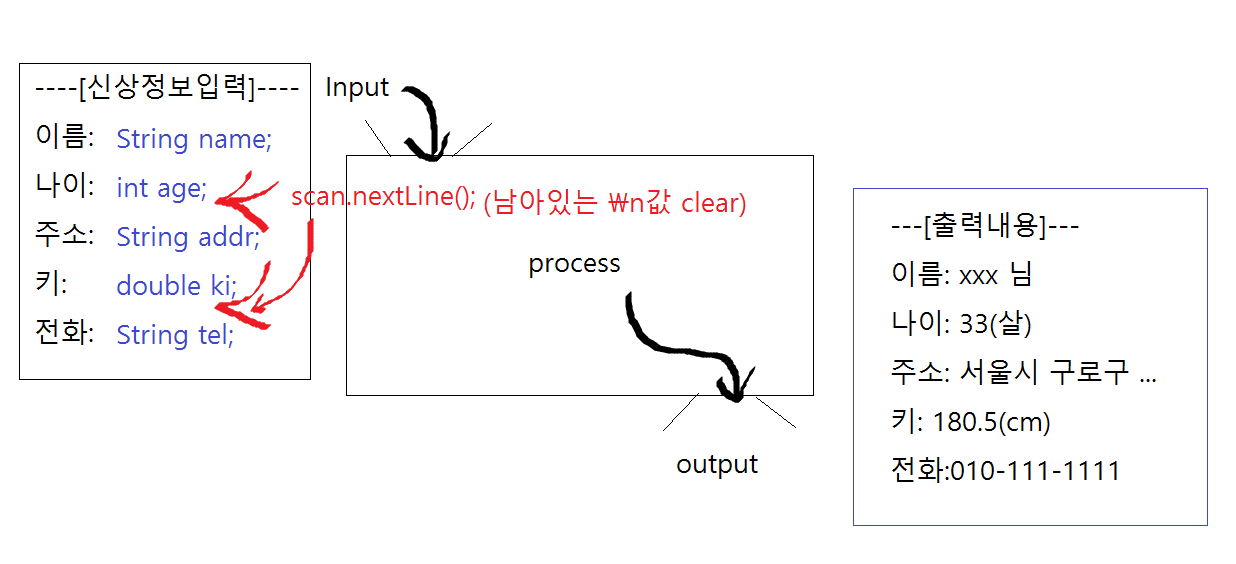 ----[신상정보입력]----
이름: String name;
나이: int age;
주소: String addr;
키: double ki;
전화: String tel;
Input
scan.nextLine(); (남아있는 ₩n값 clear)
process
output
---[출력내용]---
이름: xxx 님
나이: 33(살)
주소: 서울시 구로구 ...
키: 180.5(cm)
전화:010-111-1111